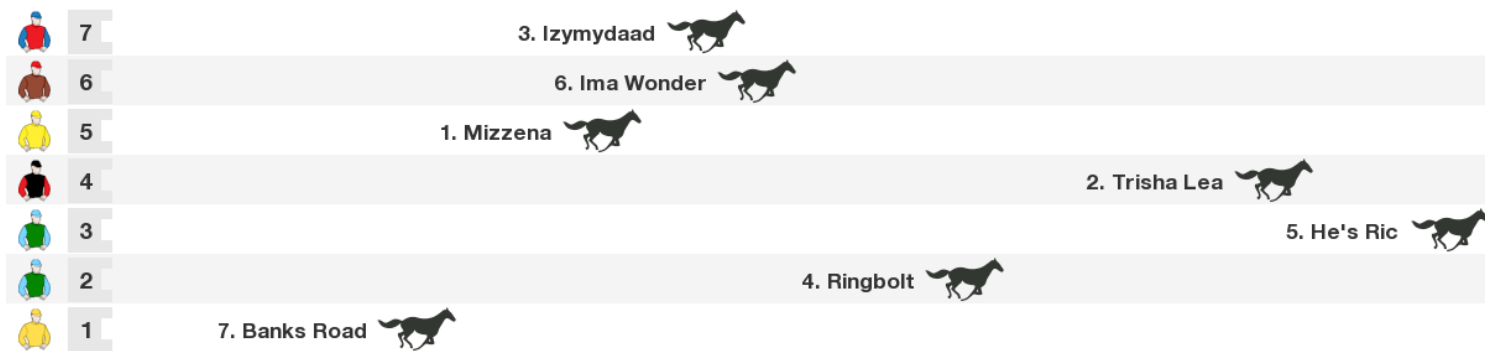 7 3. Izymydaad
6 6. Ima Wonder
5 1. Mizzena
4 2. Trisha Lea
3 5. He's Ric
2 4. Ringbolt
1 7. Banks Road